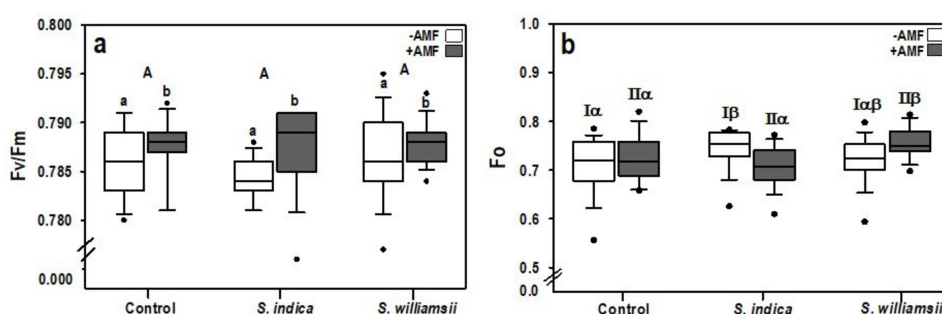 a
-AMF
+AMF
Fv/Fm
0.800
0.795
0.790
0.785
0.780
0.000
A
A
A
a
b
a
b
a
b
Control
S. indica
S. williamsii
b
-AMF
+AMF
Fo
1.0
0.9
0.8
0.7
0.6
0.5
0.0
Iα
IIα
Iβ
IIα
Iαβ
IIβ
Control
S. indica
S. williamsii